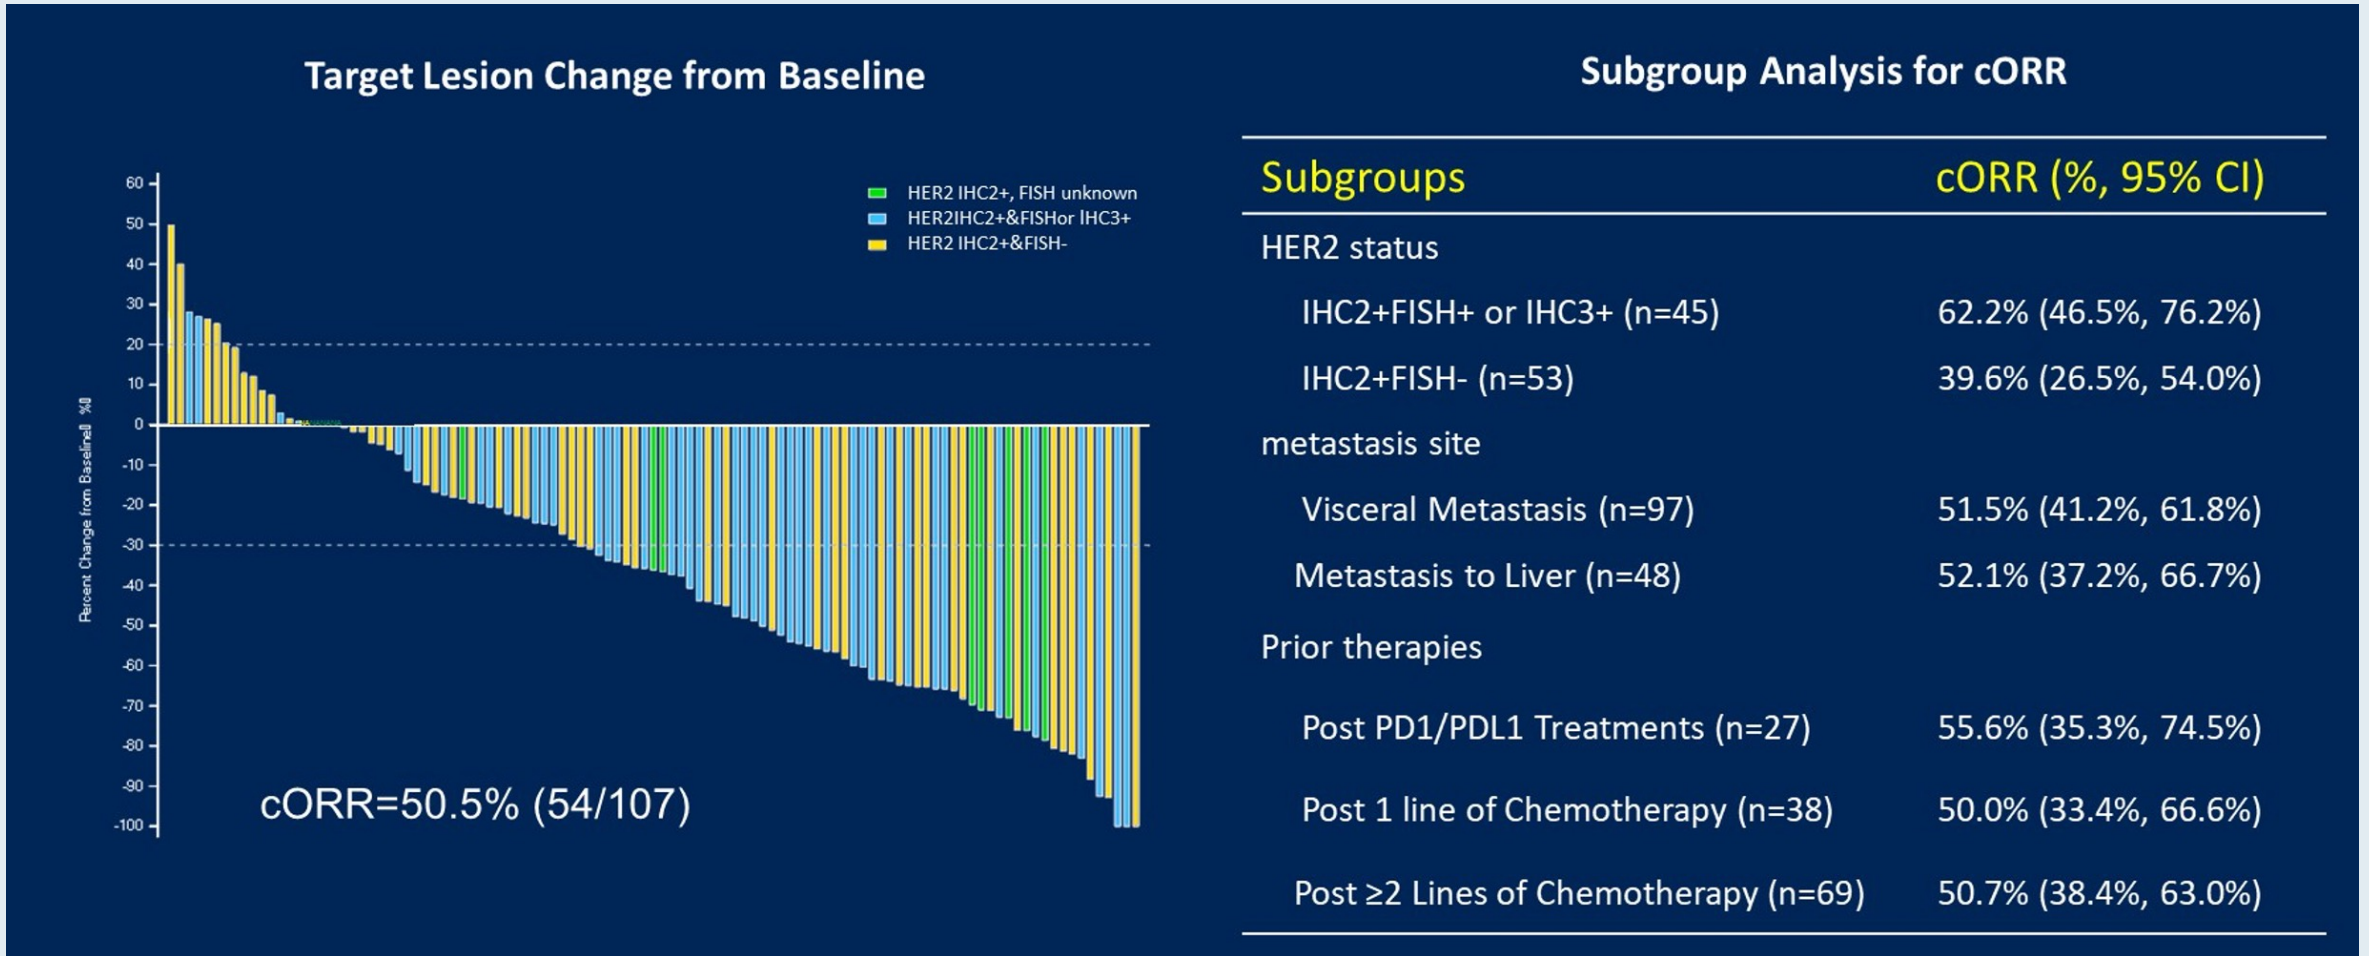 Target Lesion Change from Baseline
60
50
40
30
20
10
0
-10
-20
-30
-40
-50
-60
-70
-80
-90
-100
Percent Change from Baseline %
HER2 IHC2+, FISH unknown
HER2IHC2+&FISHor IHC3+
HER2 IHC2+&FISH-
cORR=50.5% (54/107)
Subgroup Analysis for cORR
Subgroups cORR (%, 95% CI)
HER2 status
IHC2+FISH+ or IHC3+ (n=45) 62.2% (46.5%, 76.2%)
IHC2+FISH- (n=53) 39.6% (26.5%, 54.0%)
metastasis site
Visceral Metastasis (n=97) 51.5% (41.2%, 61.8%)
Metastasis to Liver (n=48) 52.1% (37.2%, 66.7%)
Prior therapies
Post PD1/PDL1 Treatments (n=27) 55.6% (35.3%, 74.5%)
Post 1 line of Chemotherapy (n=38) 50.0% (33.4%, 66.6%)
Post ≥2 Lines of Chemotherapy (n=69) 50.7% (38.4%, 63.0%)